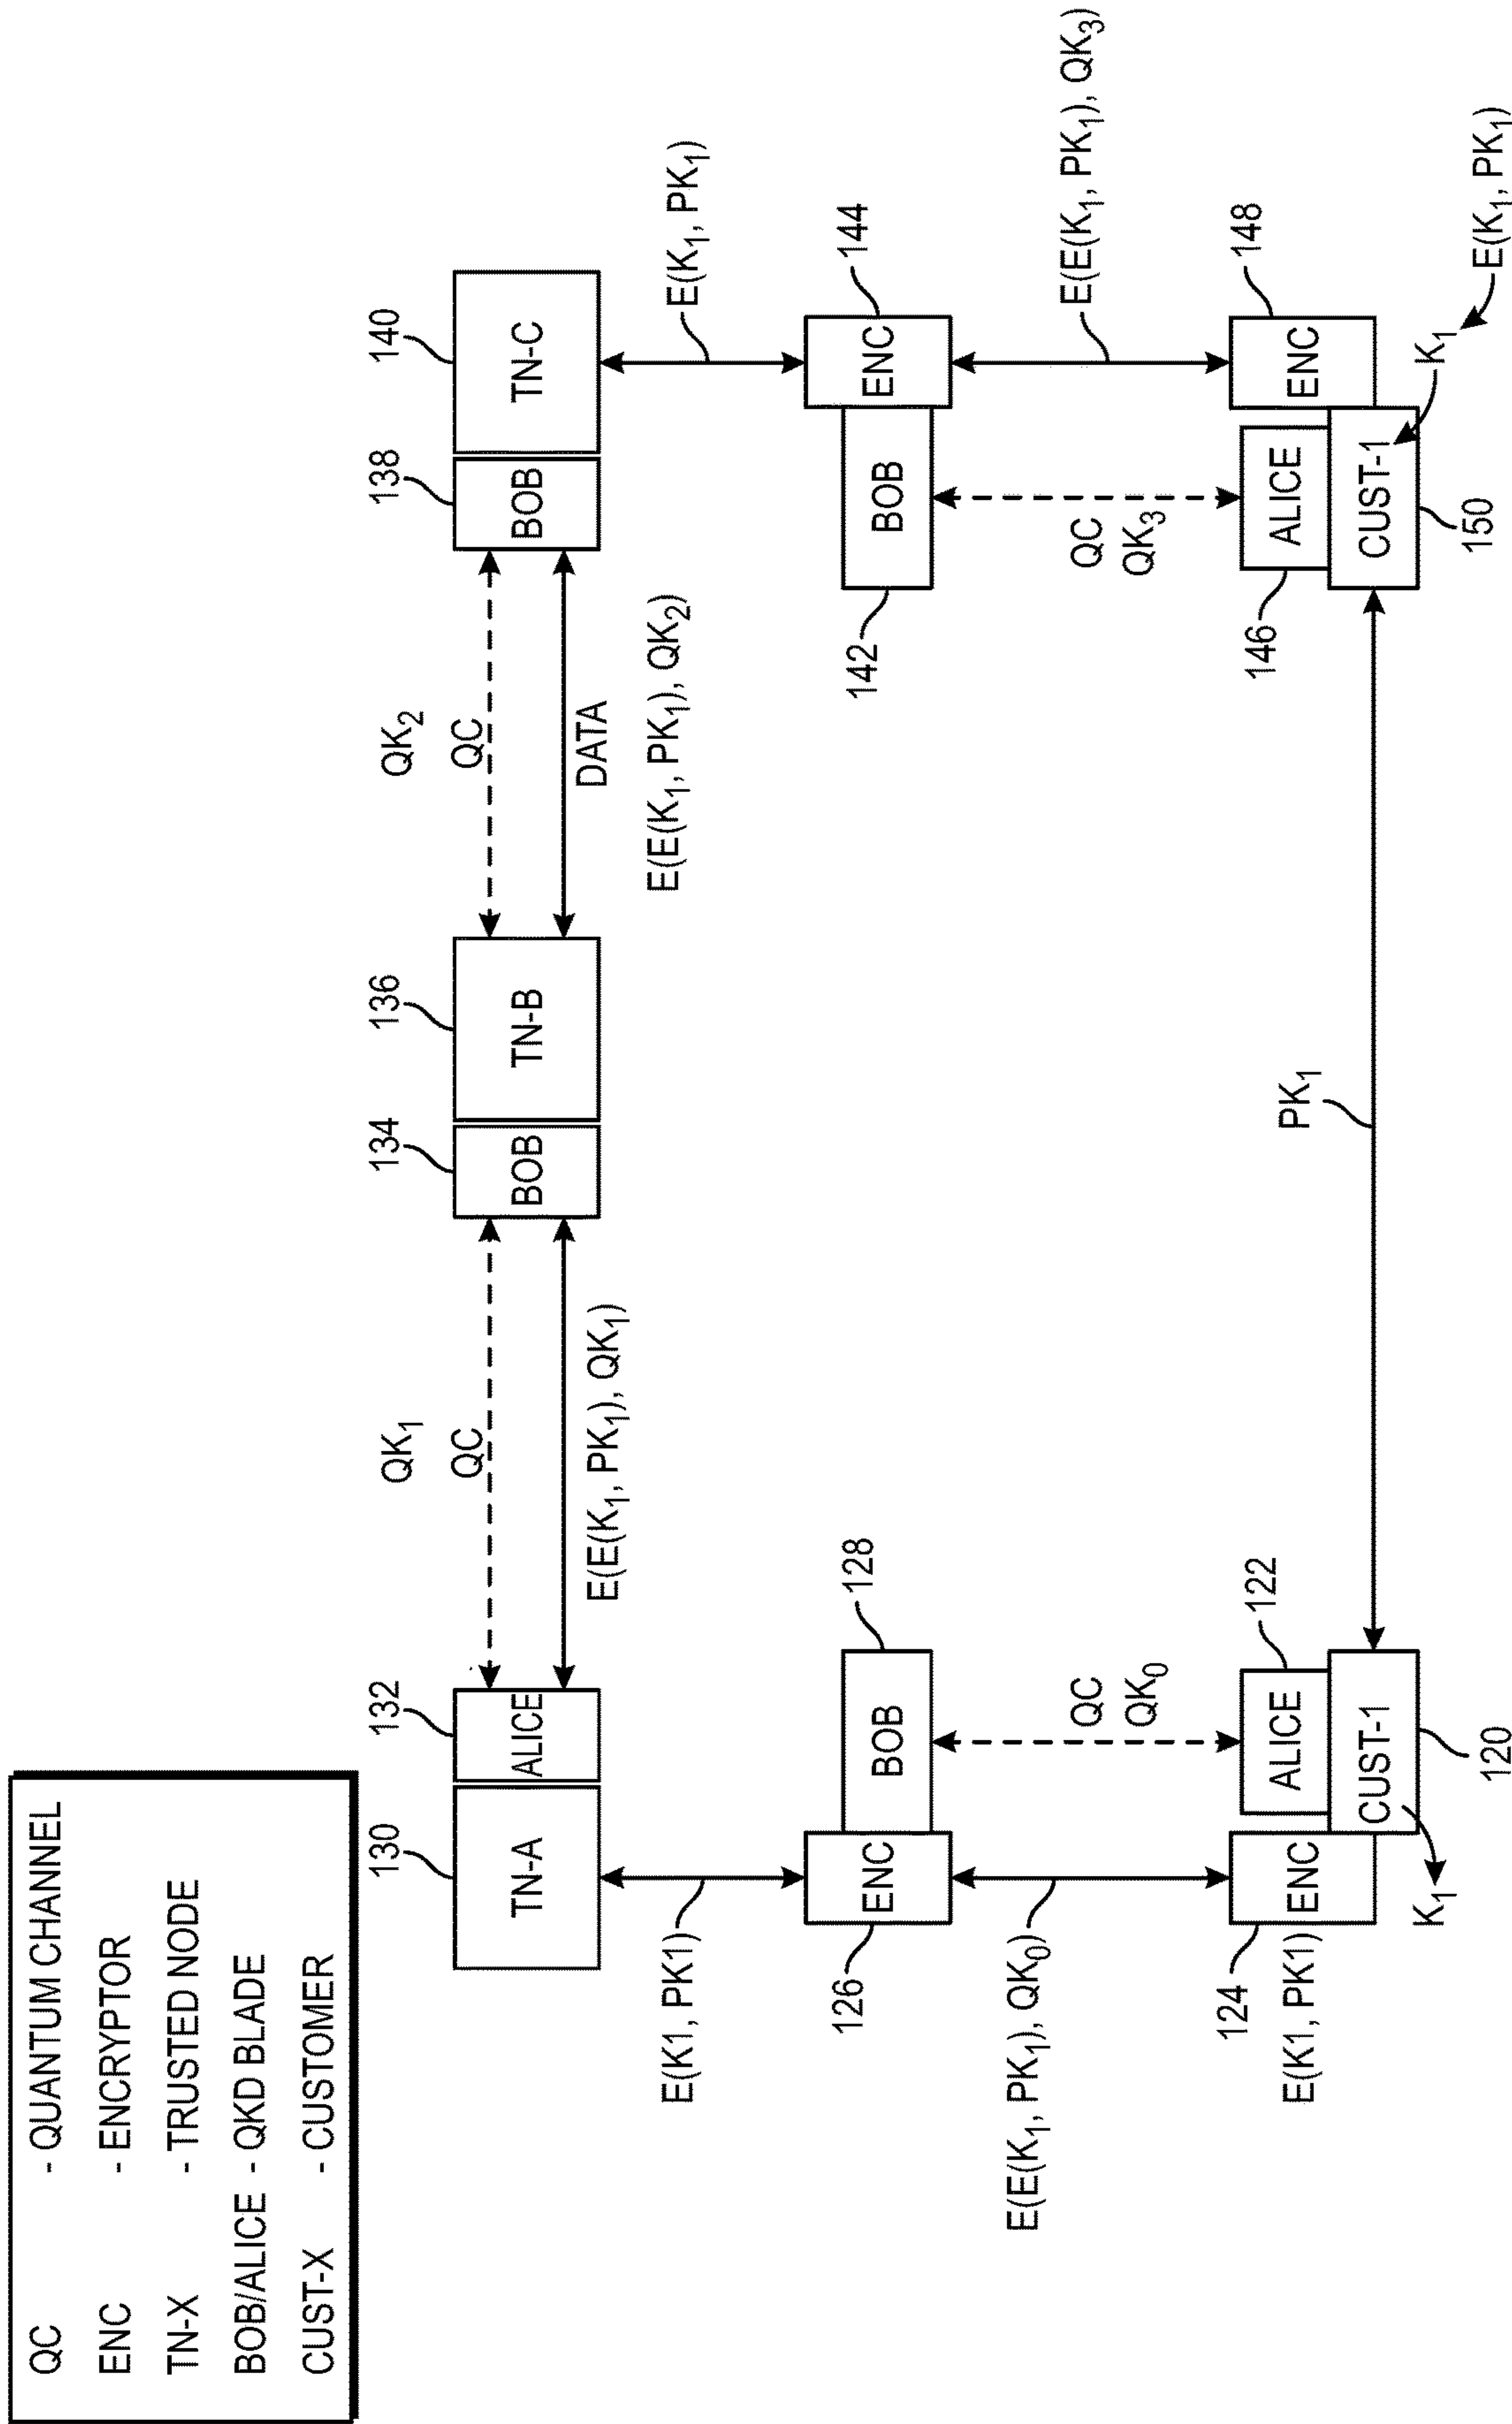 QC - QUANTUM CHANNEL
ENC - ENCRYPTOR
TN-X - TRUSTED NODE
BOB/ALICE - QKD BLADE
CUST-X - CUSTOMER
130
TN-A
132
ALICE
QK₁
QC
E(E(K₁, PK₁), QK₁)
134
BOB
136
TN-B
QK₂
QC
DATA
E(E(K₁, PK₁), QK₂)
138
BOB
140
TN-C
E(K1, PK1)
E(K₁, PK₁)
126
ENC
BOB
128
142
BOB
ENC
144
E(E(K₁, PK₁), QK₀)
QC
QK₀
QC
QK₃
E(E(K₁, PK₁), QK₃)
124
E(K1, PK1)
ENC
ALICE
122
CUST-1
120
K₁
PK₁
146
ALICE
ENC
148
CUST-1
150
K₁
E(K₁, PK₁)